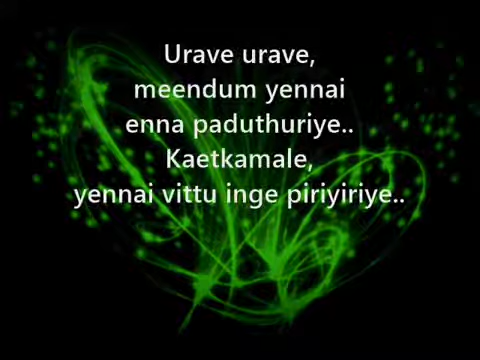 Urave urave,
meendum yennai
enna paduthuriye..
Kaetkamale,
yennai vittu inge piriyiriye..